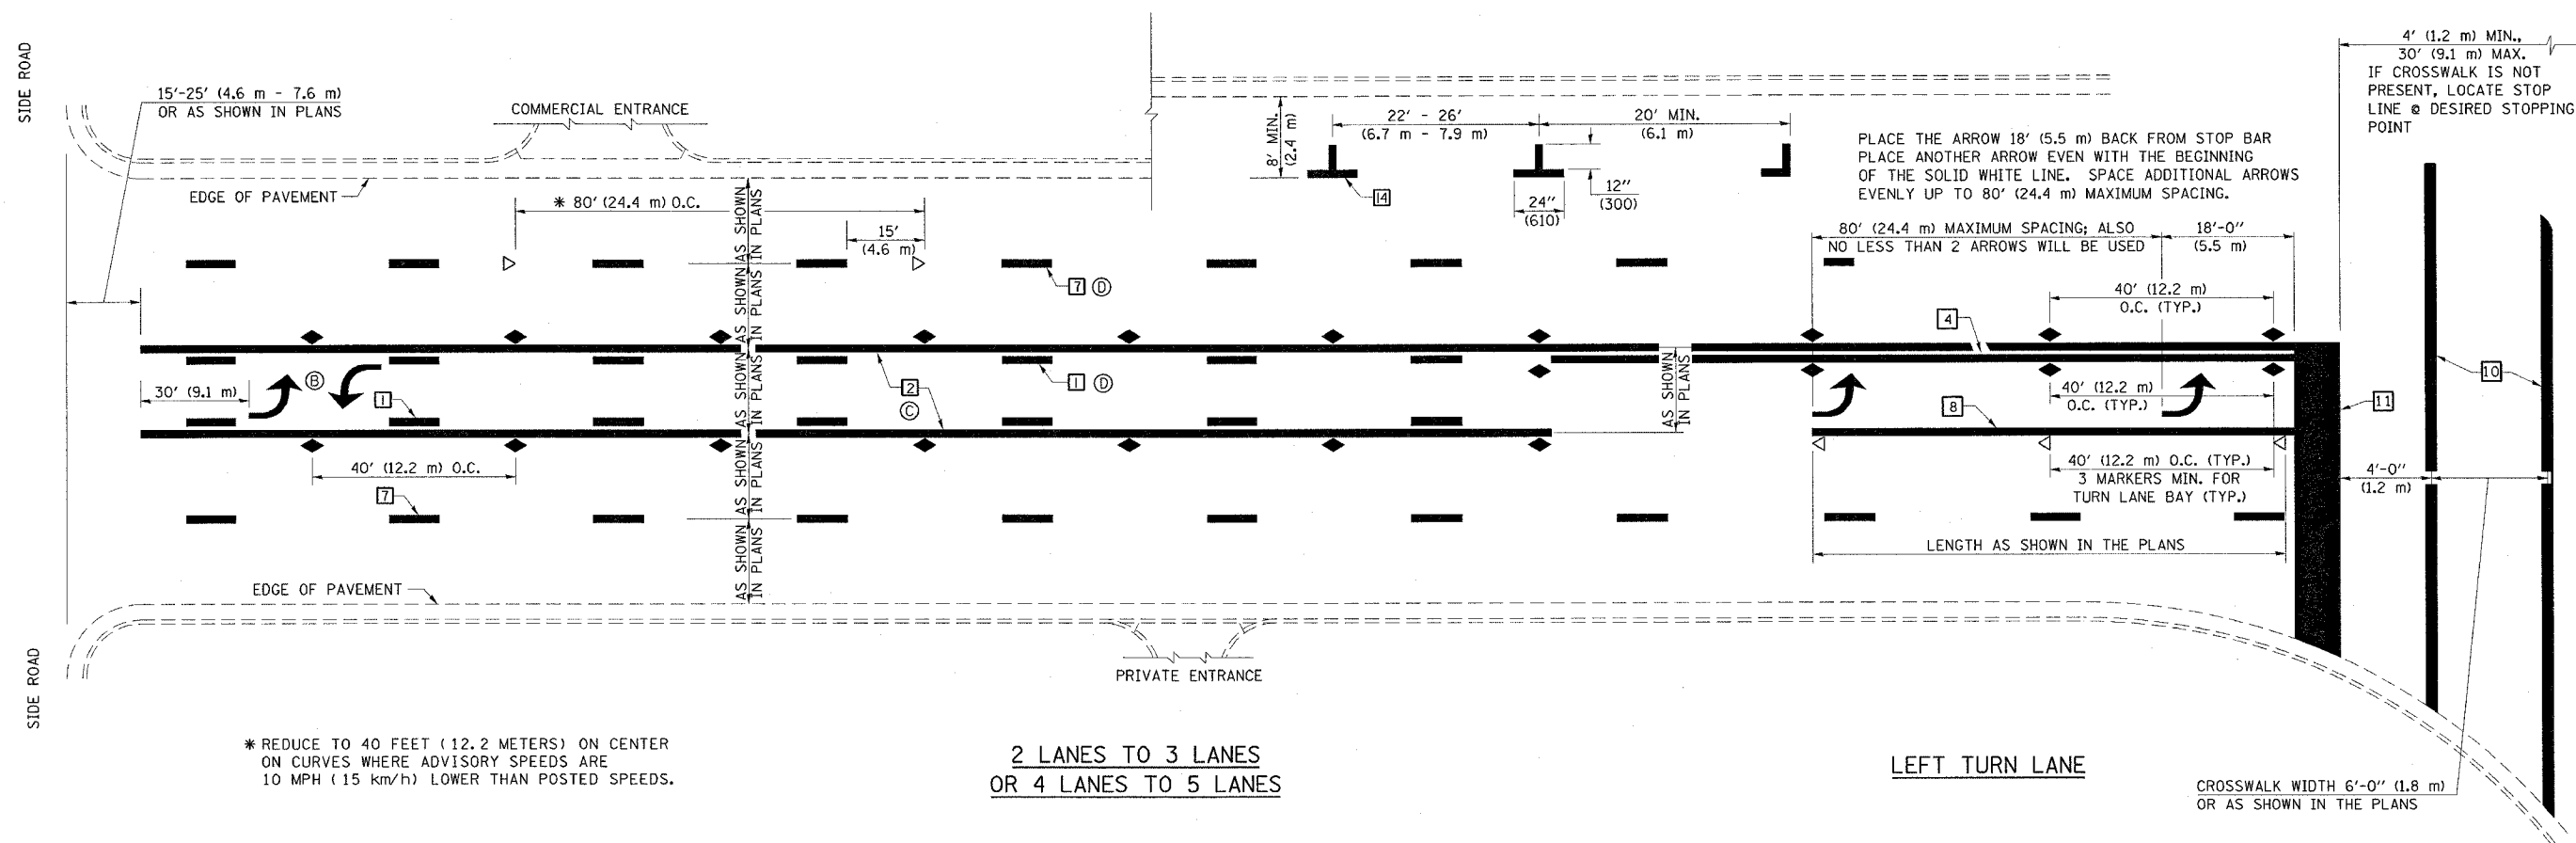 SIDE ROAD
15'-25' (4.6 m - 7.6 m)
OR AS SHOWN IN PLANS
COMMERCIAL ENTRANCE
EDGE OF PAVEMENT
* 80' (24.4 m) O.C.
15'
(4.6 m)
8' MIN.
(2.4 m)
22' - 26'
(6.7 m - 7.9 m)
20' MIN.
(6.1 m)
14
24"
(610)
12"
(300)
4' (1.2 m) MIN.,
30' (9.1 m) MAX.
IF CROSSWALK IS NOT
PRESENT, LOCATE STOP
LINE @ DESIRED STOPPING
POINT
PLACE THE ARROW 18' (5.5 m) BACK FROM STOP BAR
PLACE ANOTHER ARROW EVEN WITH THE BEGINNING
OF THE SOLID WHITE LINE. SPACE ADDITIONAL ARROWS
EVENLY UP TO 80' (24.4 m) MAXIMUM SPACING.
80' (24.4 m) MAXIMUM SPACING; ALSO
NO LESS THAN 2 ARROWS WILL BE USED
18'-0"
(5.5 m)
7 D
40' (12.2 m)
O.C. (TYP.)
4
AS SHOWN
IN PLANS
AS SHOWN
IN PLANS
AS SHOWN
IN PLANS
AS SHOWN
IN PLANS
AS SHOWN
IN PLANS
30' (9.1 m)
B
1
1 D
2
C
AS SHOWN
IN PLANS
40' (12.2 m)
O.C. (TYP.)
8
10
11
40' (12.2 m) O.C.
7
40' (12.2 m) O.C. (TYP.)
3 MARKERS MIN. FOR
TURN LANE BAY (TYP.)
4'-0"
(1.2 m)
LENGTH AS SHOWN IN THE PLANS
EDGE OF PAVEMENT
PRIVATE ENTRANCE
SIDE ROAD
* REDUCE TO 40 FEET (12.2 METERS) ON CENTER
ON CURVES WHERE ADVISORY SPEEDS ARE
10 MPH (15 km/h) LOWER THAN POSTED SPEEDS.
2 LANES TO 3 LANES
OR 4 LANES TO 5 LANES
LEFT TURN LANE
CROSSWALK WIDTH 6'-0" (1.8 m)
OR AS SHOWN IN THE PLANS